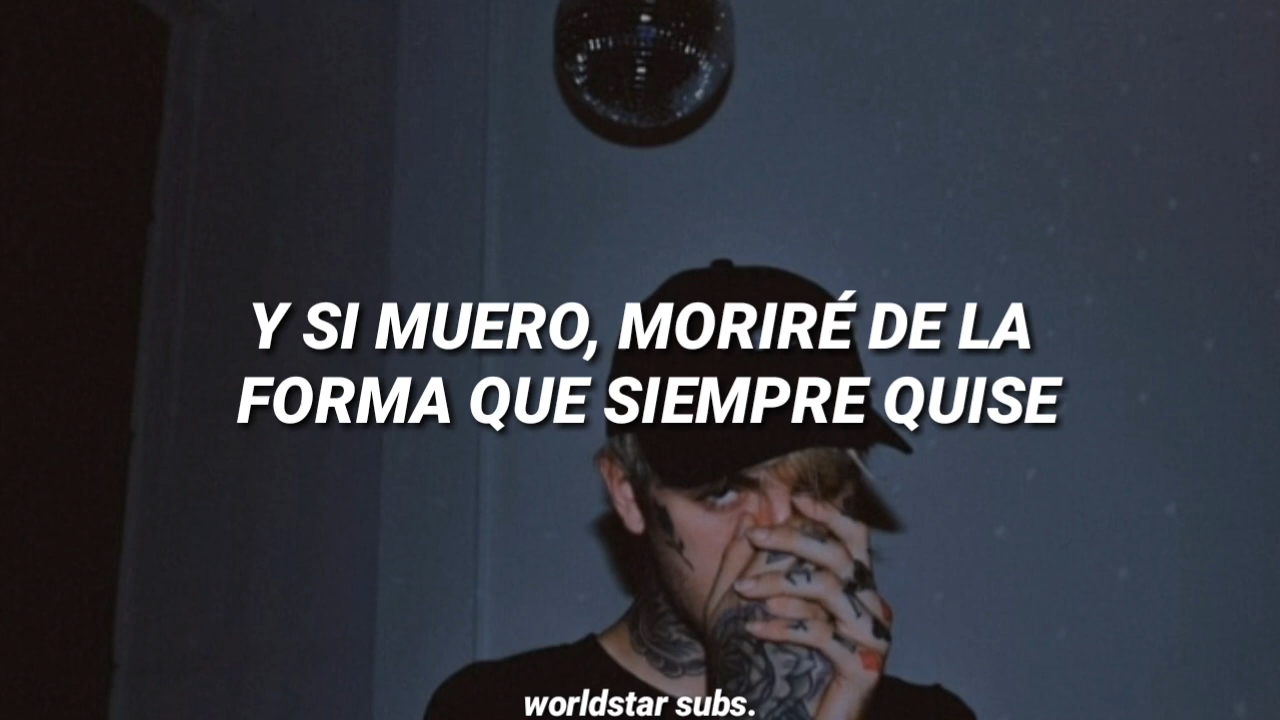 Y SI MUERO, MORIRÉ DE LA
FORMA QUE SIEMPRE QUISE
worldstar subs.